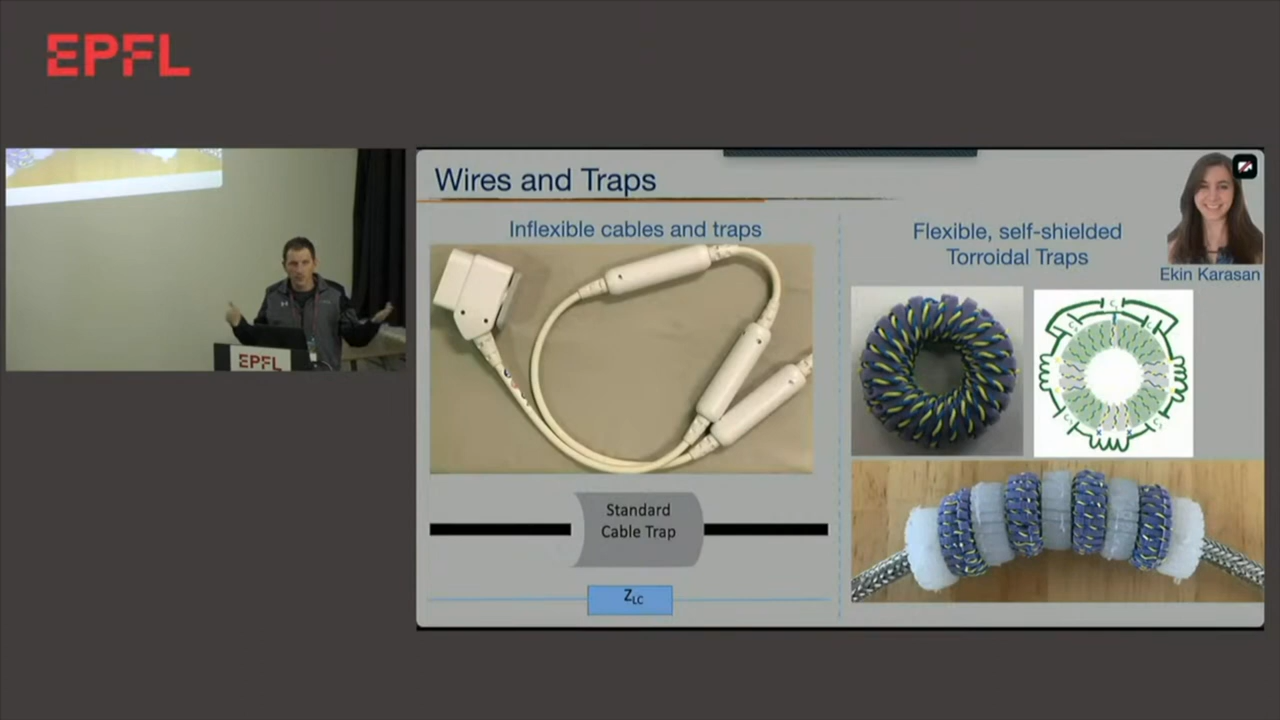 EPFL
Wires and Traps
Inflexible cables and traps
Flexible, self-shielded
Torroidal Traps
Ekin Karasan
Standard
Cable Trap
ZLC
EPFL